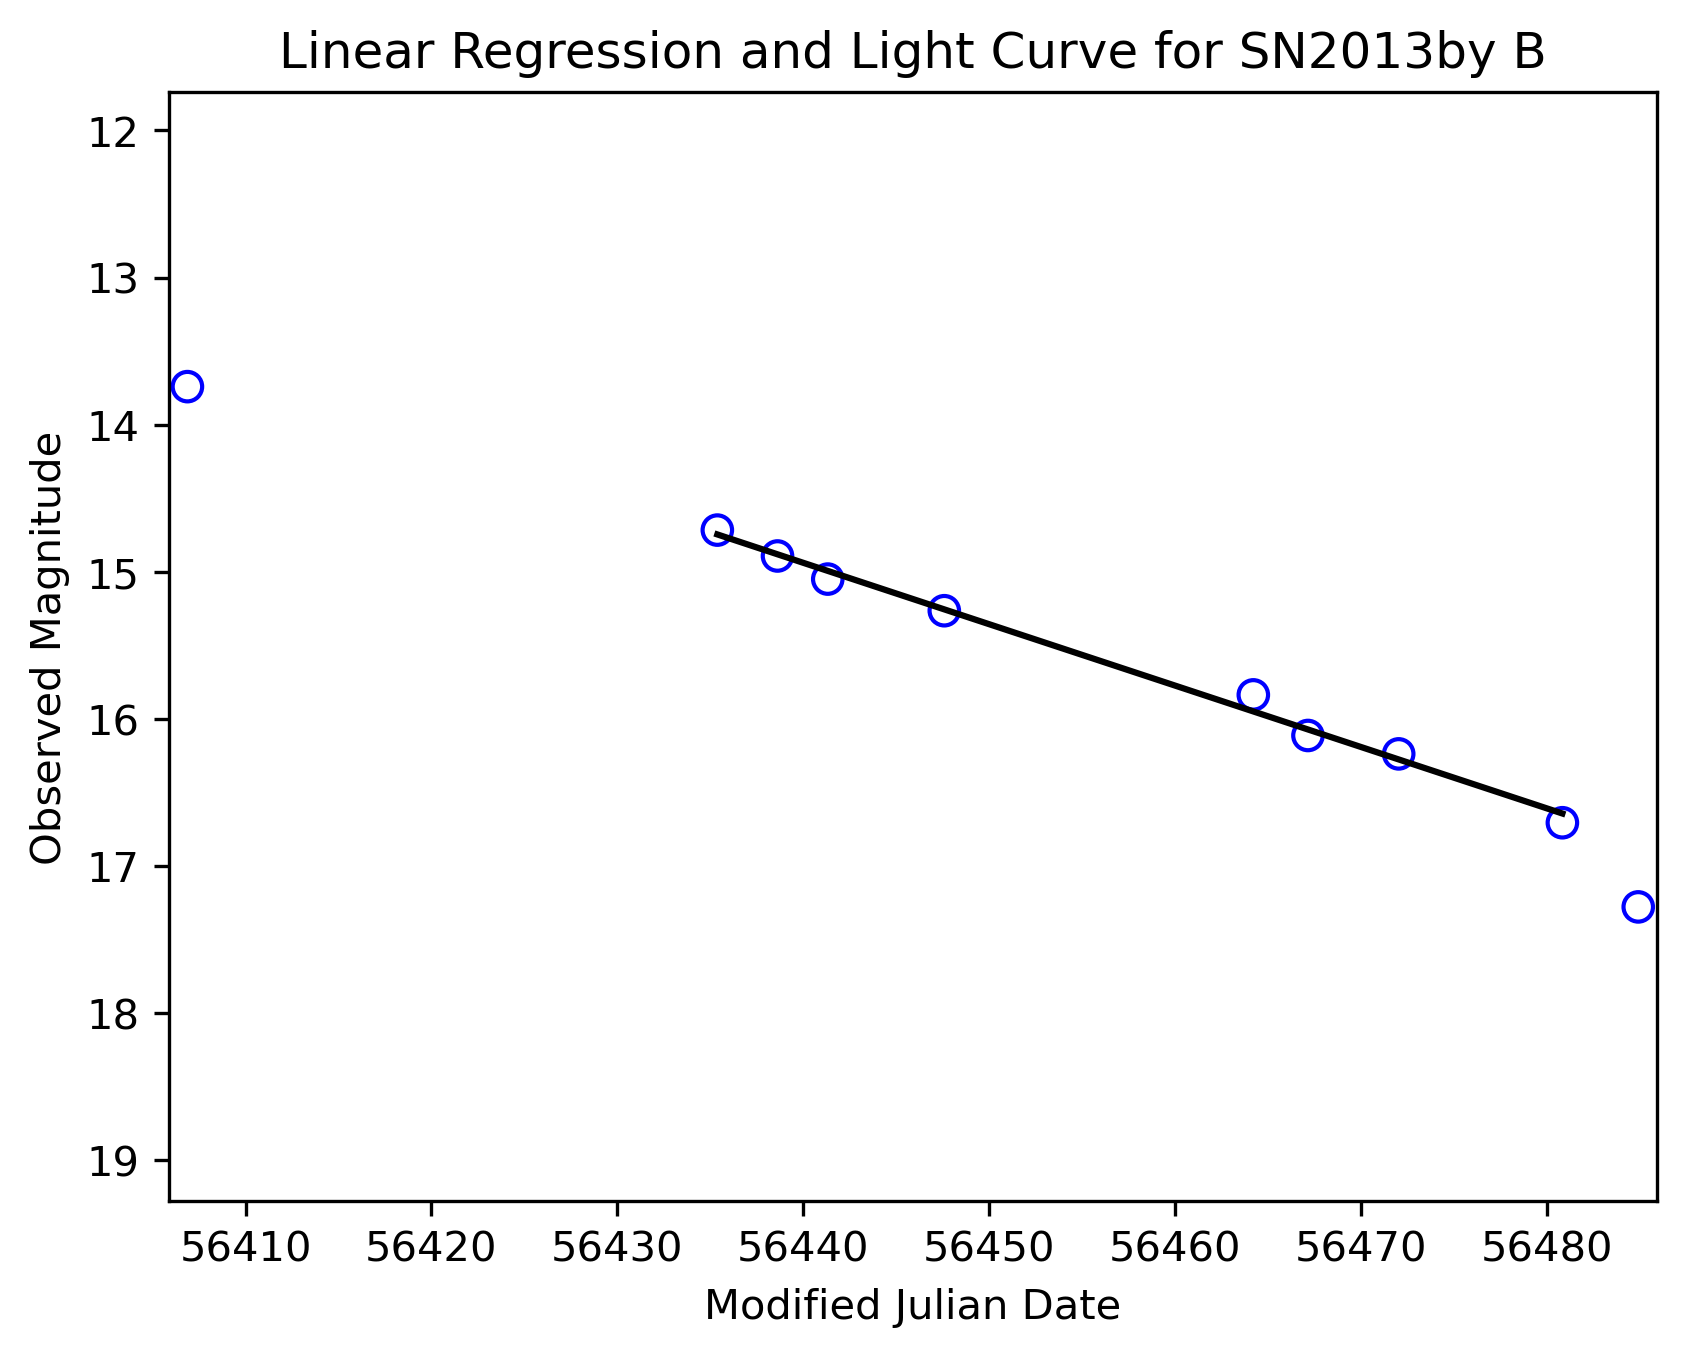 Linear Regression and Light Curve for SN2013by B
12
13
14
15
16
17
18
19
Observed Magnitude
56410 56420 56430 56440 56450 56460 56470 56480
Modified Julian Date